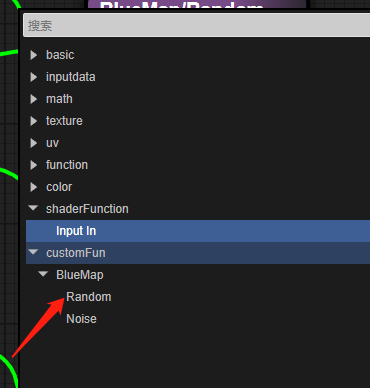 BlueMap/Random
搜索
basic
inputdata
math
texture
uv
function
color
shaderFunction
Input In
customFun
BlueMap
Random
Noise